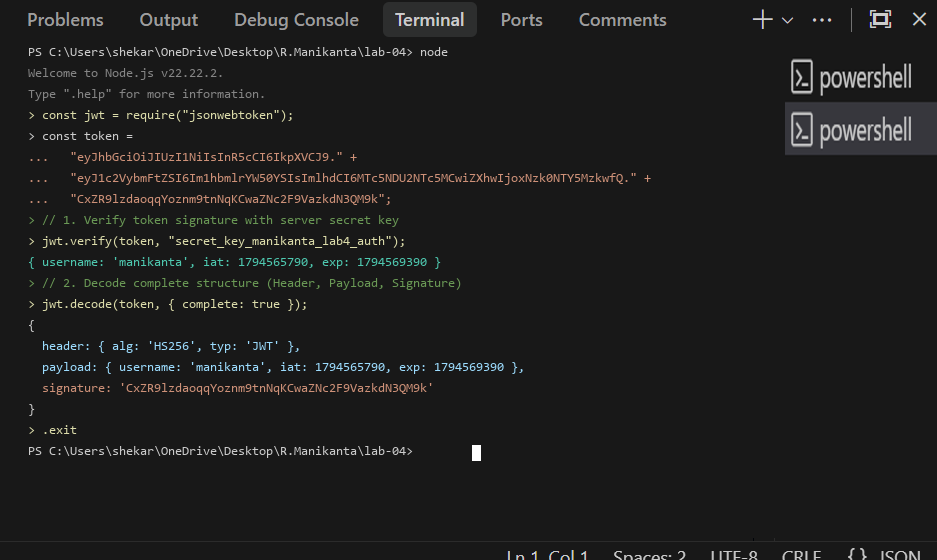 Problems Output Debug Console Terminal Ports Comments
PS C:\Users\shekar\OneDrive\Desktop\R.Manikanta\lab-04> node
Welcome to Node.js v22.22.2.
Type ".help" for more information.
> const jwt = require("jsonwebtoken");
> const token =
... "eyJhbGciOiJIUzI1NiIsInR5cCI6IkpXVCJ9." +
... "eyJ1c2VybmFtZSI6Im1hbmlrYW50YSIsImlhdCI6MTc5NDU2NTc5MCwiZXhwIjoxNzk0NTY5MzkwfQ." +
... "CxZR9lzdaoqqYoznm9tnNqKCwaZNc2F9VazkdN3QM9k";
> // 1. Verify token signature with server secret key
> jwt.verify(token, "secret_key_manikanta_lab4_auth");
{ username: 'manikanta', iat: 1794565790, exp: 1794569390 }
> // 2. Decode complete structure (Header, Payload, Signature)
> jwt.decode(token, { complete: true });
{
header: { alg: 'HS256', typ: 'JWT' },
payload: { username: 'manikanta', iat: 1794565790, exp: 1794569390 },
signature: 'CxZR9lzdaoqqYoznm9tnNqKCwaZNc2F9VazkdN3QM9k'
}
> .exit
PS C:\Users\shekar\OneDrive\Desktop\R.Manikanta\lab-04>
powershell
powershell
Ln 1, Col 1 Spaces: 2 UTF-8 CRLF {} JSON